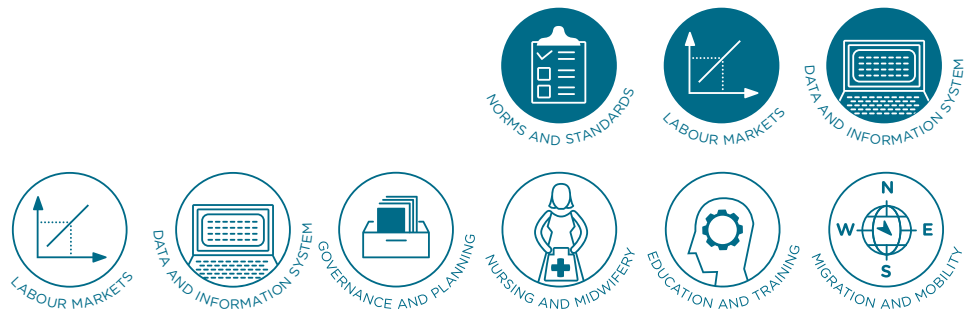 NORMS AND STANDARDS
LABOUR MARKETS
DATA AND INFORMATION SYSTEM
LABOUR MARKETS
DATA AND INFORMATION SYSTEM
GOVERNANCE AND PLANNING
NURSING AND MIDWIFERY
EDUCATION AND TRAINING
N
W
E
S
MIGRATION AND MOBILITY